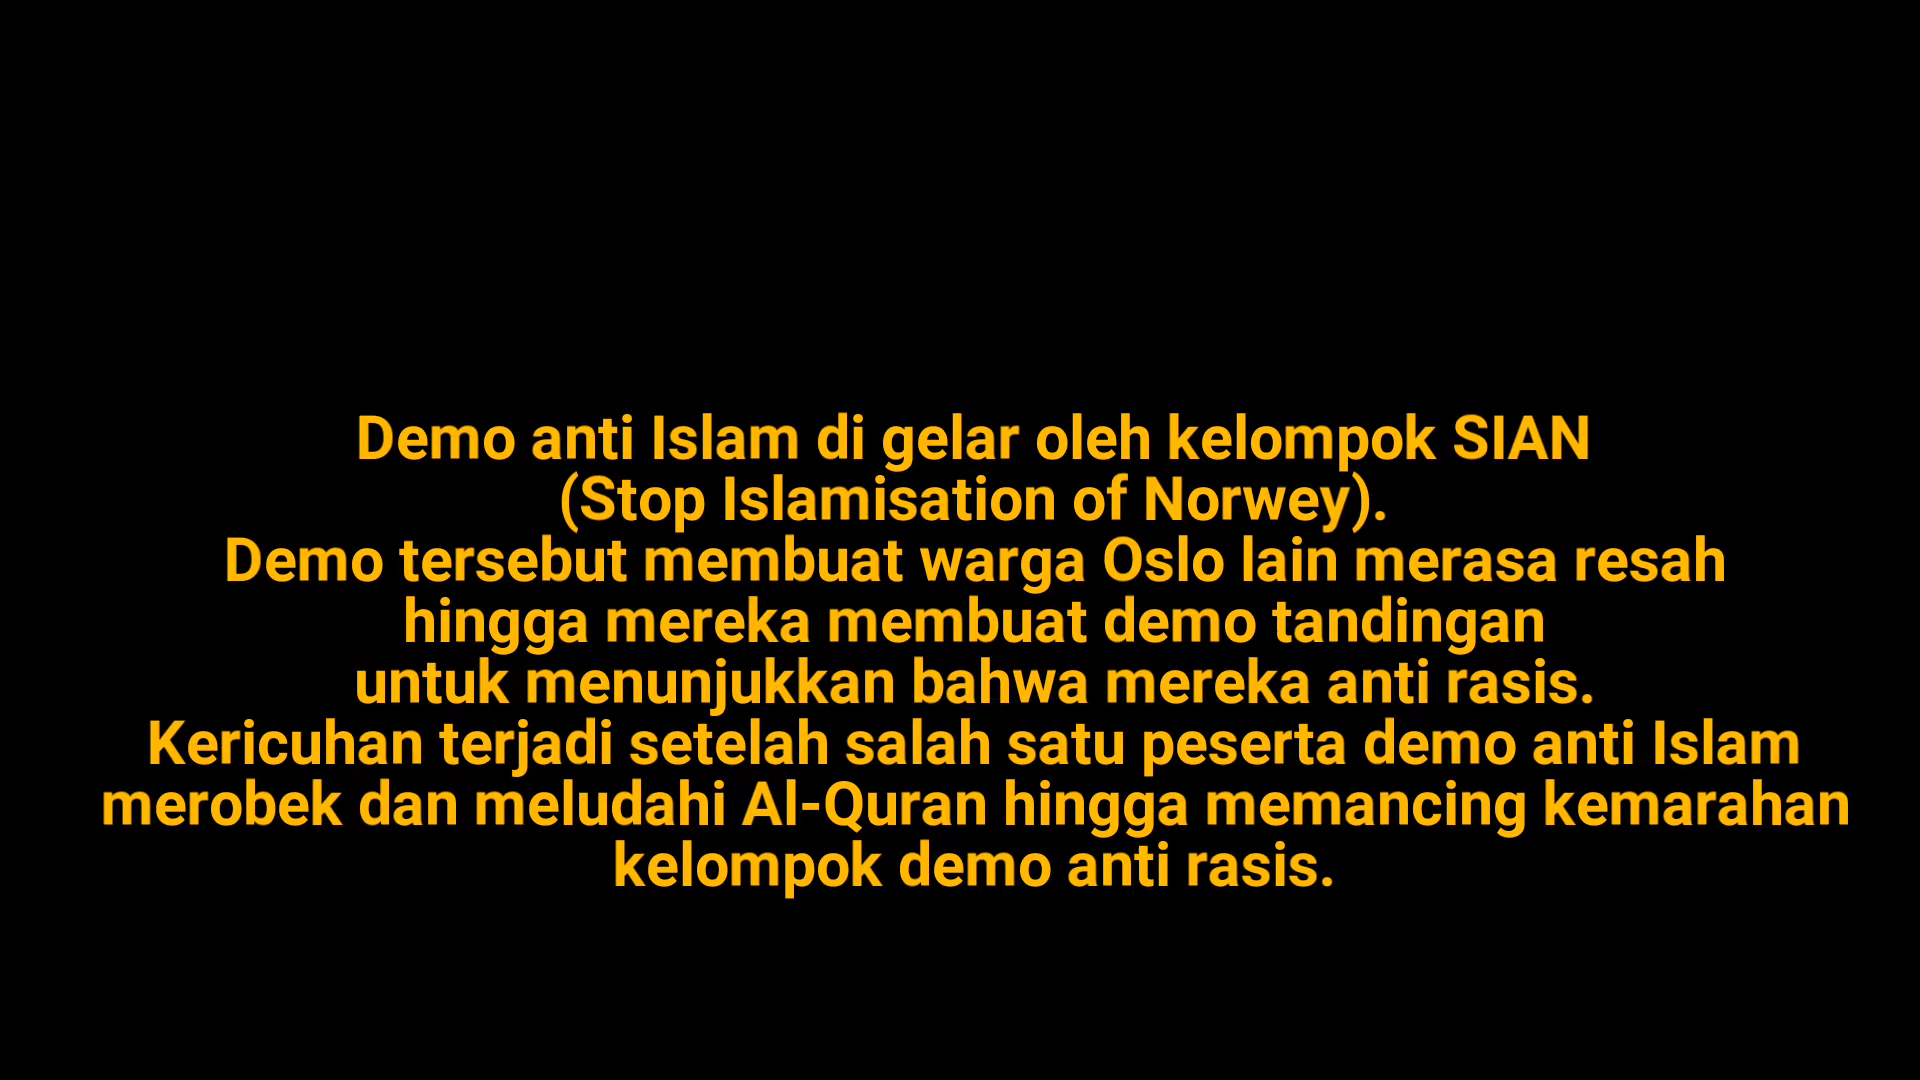 Demo anti Islam di gelar oleh kelompok SIAN
(Stop Islamisation of Norwey).
Demo tersebut membuat warga Oslo lain merasa resah
hingga mereka membuat demo tandingan
untuk menunjukkan bahwa mereka anti rasis.
Kericuhan terjadi setelah salah satu peserta demo anti Islam
merobek dan meludahi Al-Quran hingga memancing kemarahan
kelompok demo anti rasis.